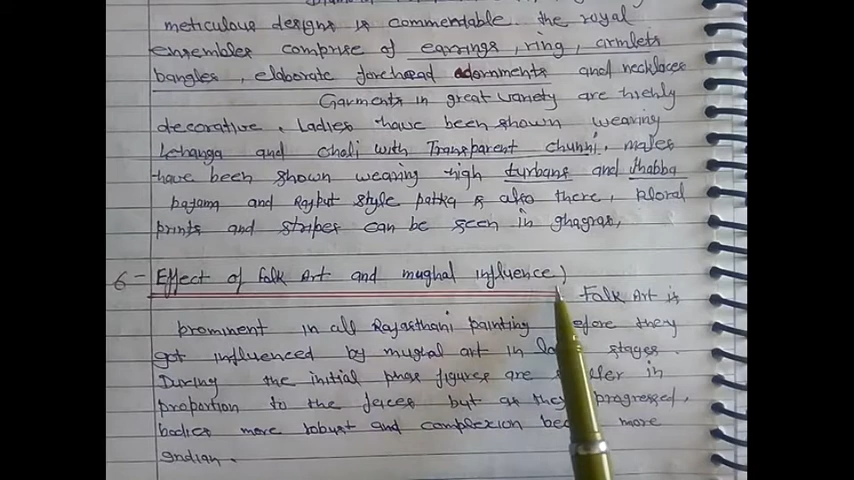 meticulous designs is commendable. the royal
ensembles comprise of earrings, ring, armlets
bangles, elaborate forehead adornments and necklaces
Garments in great variety are highly
decorative. Ladies have been shown wearing
Lehanga and choli with Transparent chunni. males
have been shown wearing high turbans and Jhabba
pajama and Rajput style patka is also there, Floral
prints and stripes can be seen in ghagras,
6- Effect of Folk Art and mughal influence)
Folk Art is
prominent in all Rajasthani painting before they
got influenced by mughal art in stages.
During the initial phase figures are in
proportion to the faces but as they progressed,
bodies more robust and complexion more
Indian.